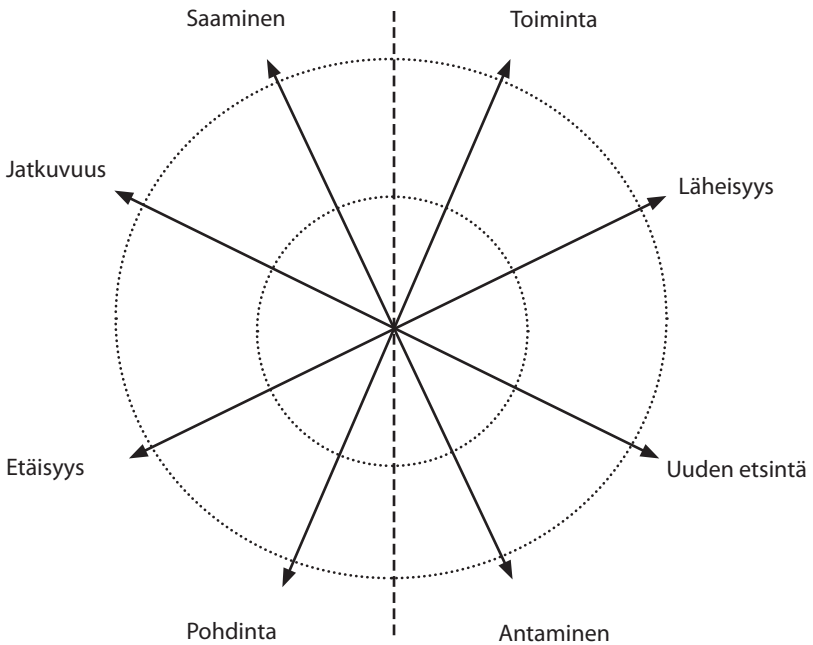 Saaminen
Toiminta
Jatkuvuus
Läheisyys
Etäisyys
Uuden etsintä
Pohdinta
Antaminen